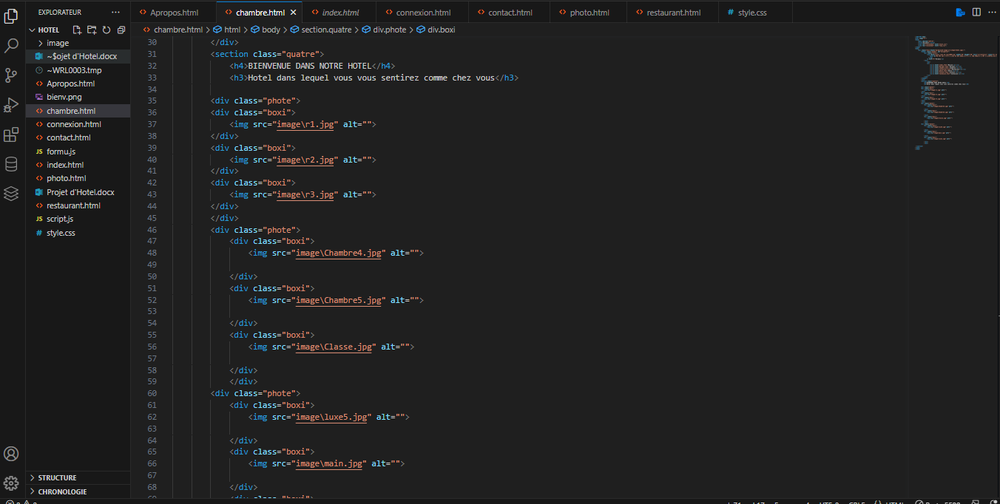 EXPLORATEUR ···
Apropos.html
chambre.html
index.html
connexion.html
contact.html
photo.html
restaurant.html
style.css
HOTEL
chambre.html > html > body > section.quatre > div.phote > div.boxi
image
~$ojet d'Hotel.docx
~WRL0003.tmp
Apropos.html
bienv.png
chambre.html
connexion.html
contact.html
JS formu.js
index.html
photo.html
Projet d'Hotel.docx
restaurant.html
JS script.js
# style.css
STRUCTURE
CHRONOLOGIE
30 </div>
31 <section class="quatre">
32 <h4>BIENVENUE DANS NOTRE HOTEL</h4>
33 <h3>Hotel dans lequel vous vous sentirez comme chez vous</h3>
34
35 <div class="phote">
36 <div class="boxi">
37 <img src="image\r1.jpg" alt="">
38 </div>
39 <div class="boxi">
40 <img src="image\r2.jpg" alt="">
41 </div>
42 <div class="boxi">
43 <img src="image\r3.jpg" alt="">
44 </div>
45 </div>
46 <div class="phote">
47 <div class="boxi">
48 <img src="image\Chambre4.jpg" alt="">
49
50 </div>
51 <div class="boxi">
52 <img src="image\Chambre5.jpg" alt="">
53
54 </div>
55 <div class="boxi">
56 <img src="image\Classe.jpg" alt="">
57
58 </div>
59 </div>
60 <div class="phote">
61 <div class="boxi">
62 <img src="image\luxe5.jpg" alt="">
63
64 </div>
65 <div class="boxi">
66 <img src="image\main.jpg" alt="">
67
68 </div>
69 <div class="boxi">